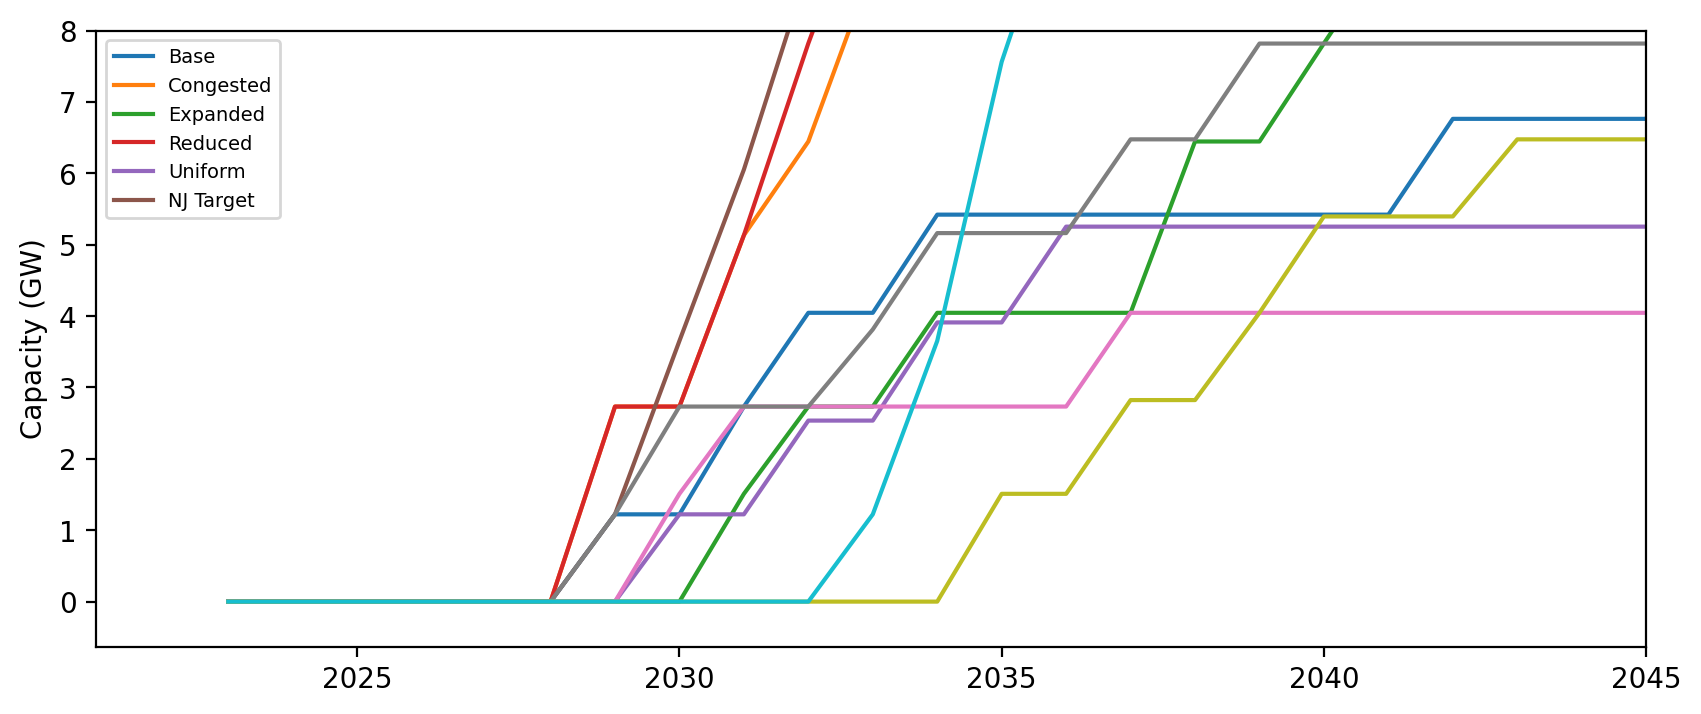 8
7
6
5
4
3
2
1
0
Capacity (GW)
Base
Congested
Expanded
Reduced
Uniform
NJ Target
2025
2030
2035
2040
2045